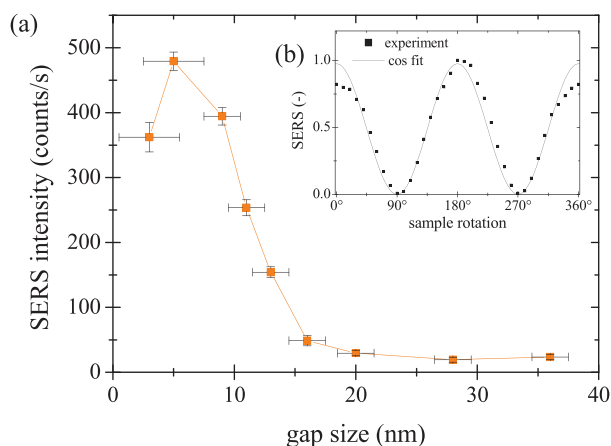 (a)
SERS intensity (counts/s)
500
400
300
200
100
0
0 10 20 30 40
gap size (nm)
(b)
experiment
cos fit
SERS (-)
1.0
0.5
0.0
0° 90° 180° 270° 360°
sample rotation